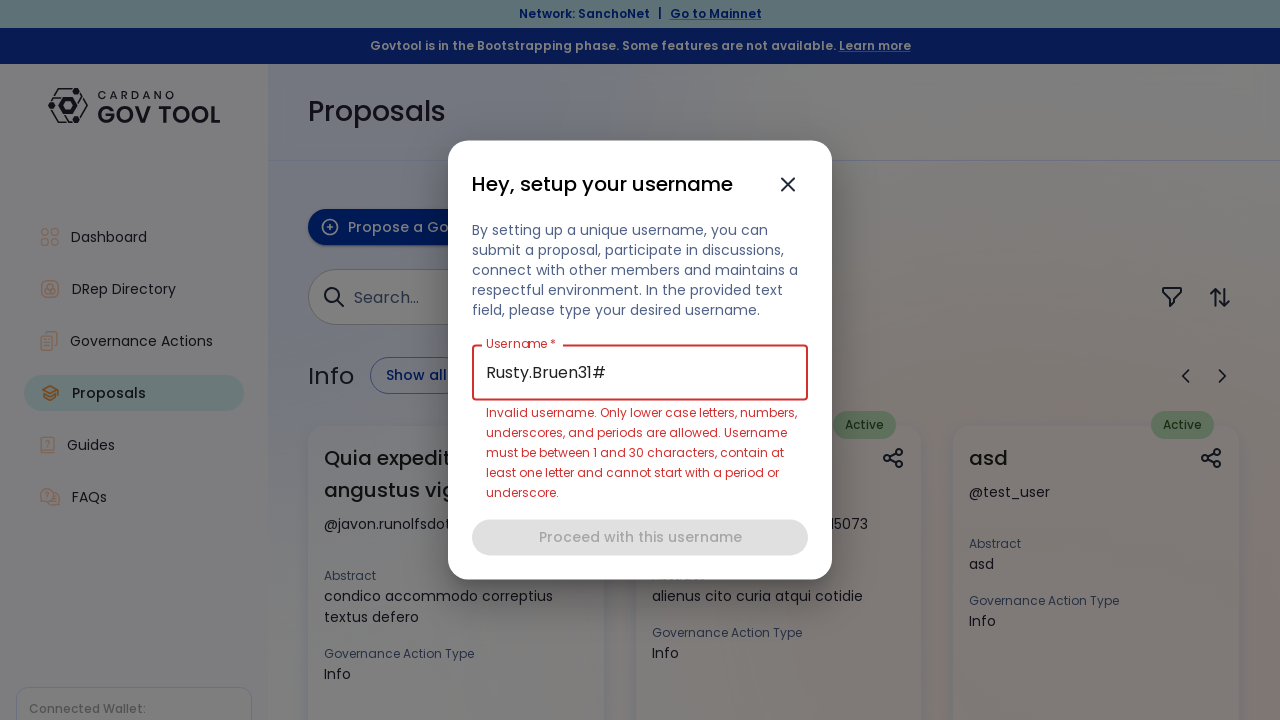 Network: SanchoNet | Go to Mainnet
Govtool is in the Bootstrapping phase. Some features are not available. Learn more
CARDANO
GOV TOOL
Dashboard
DRep Directory
Governance Actions
Proposals
Guides
FAQs
Connected Wallet:
Proposals
Propose a Go
Search...
Info
Show all
Quia expedit
angustus vig
@javon.runolfsdot
Abstract
condico accommodo correptius
textus defero
Governance Action Type
Info
Active
15073
alienus cito curia atqui cotidie
Governance Action Type
Info
Active
asd
@test_user
Abstract
asd
Governance Action Type
Info
Hey, setup your username
By setting up a unique username, you can
submit a proposal, participate in discussions,
connect with other members and maintains a
respectful environment. In the provided text
field, please type your desired username.
Username *
Rusty.Bruen31#
Invalid username. Only lower case letters, numbers,
underscores, and periods are allowed. Username
must be between 1 and 30 characters, contain at
least one letter and cannot start with a period or
underscore.
Proceed with this username